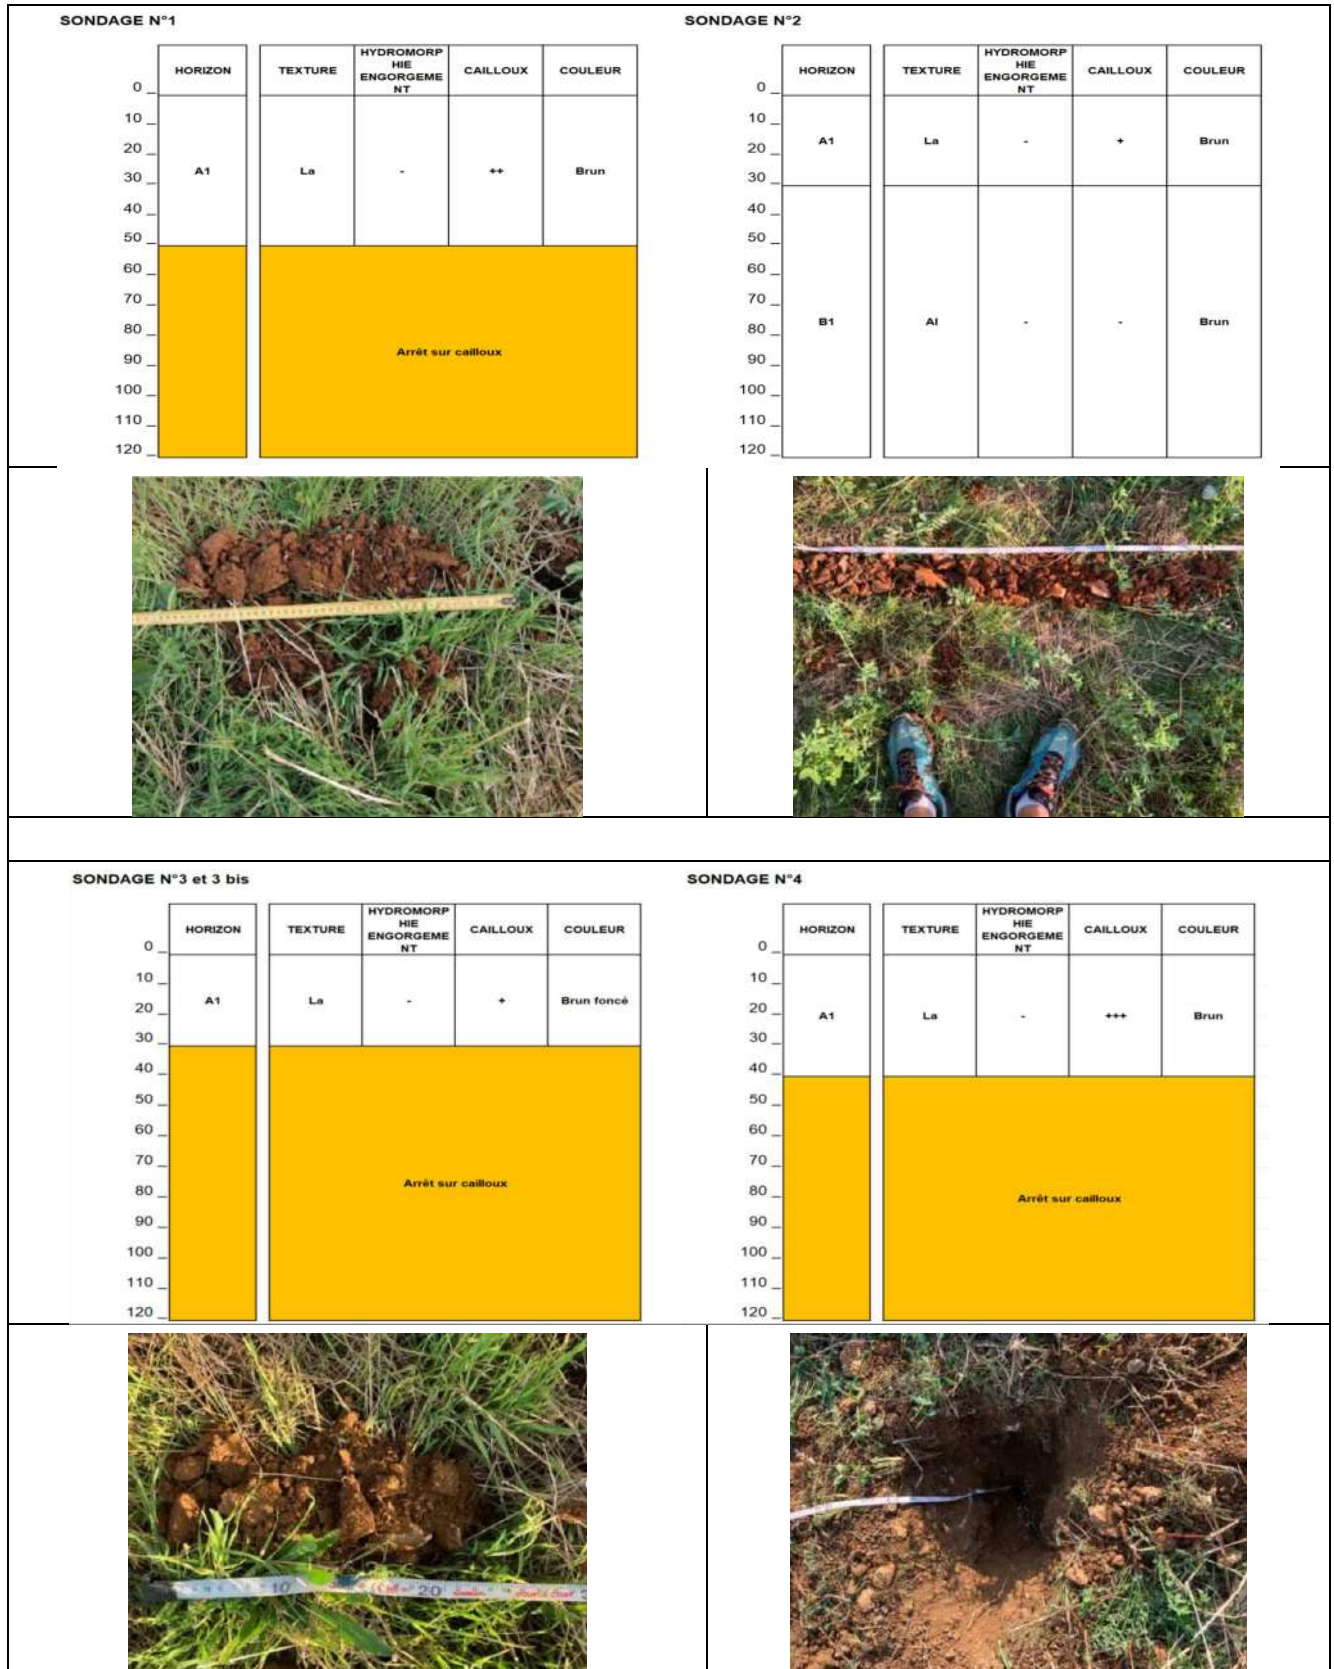 SONDAGE N°1
HORIZON TEXTURE HYDROMORP
HIE
ENGORGEME
NT CAILLOUX COULEUR
0
10
20
30
40
50
60
70
80
90
100
110
120
A1 La - ++ Brun
Arrêt sur cailloux
SONDAGE N°2
HORIZON TEXTURE HYDROMORP
HIE
ENGORGEME
NT CAILLOUX COULEUR
0
10
20
30
40
50
60
70
80
90
100
110
120
A1 La - + Brun
B1 Al - - Brun
SONDAGE N°3 et 3 bis
HORIZON TEXTURE HYDROMORP
HIE
ENGORGEME
NT CAILLOUX COULEUR
0
10
20
30
40
50
60
70
80
90
100
110
120
A1 La - + Brun foncé
Arrêt sur cailloux
SONDAGE N°4
HORIZON TEXTURE HYDROMORP
HIE
ENGORGEME
NT CAILLOUX COULEUR
0
10
20
30
40
50
60
70
80
90
100
110
120
A1 La - +++ Brun
Arrêt sur cailloux
10 20